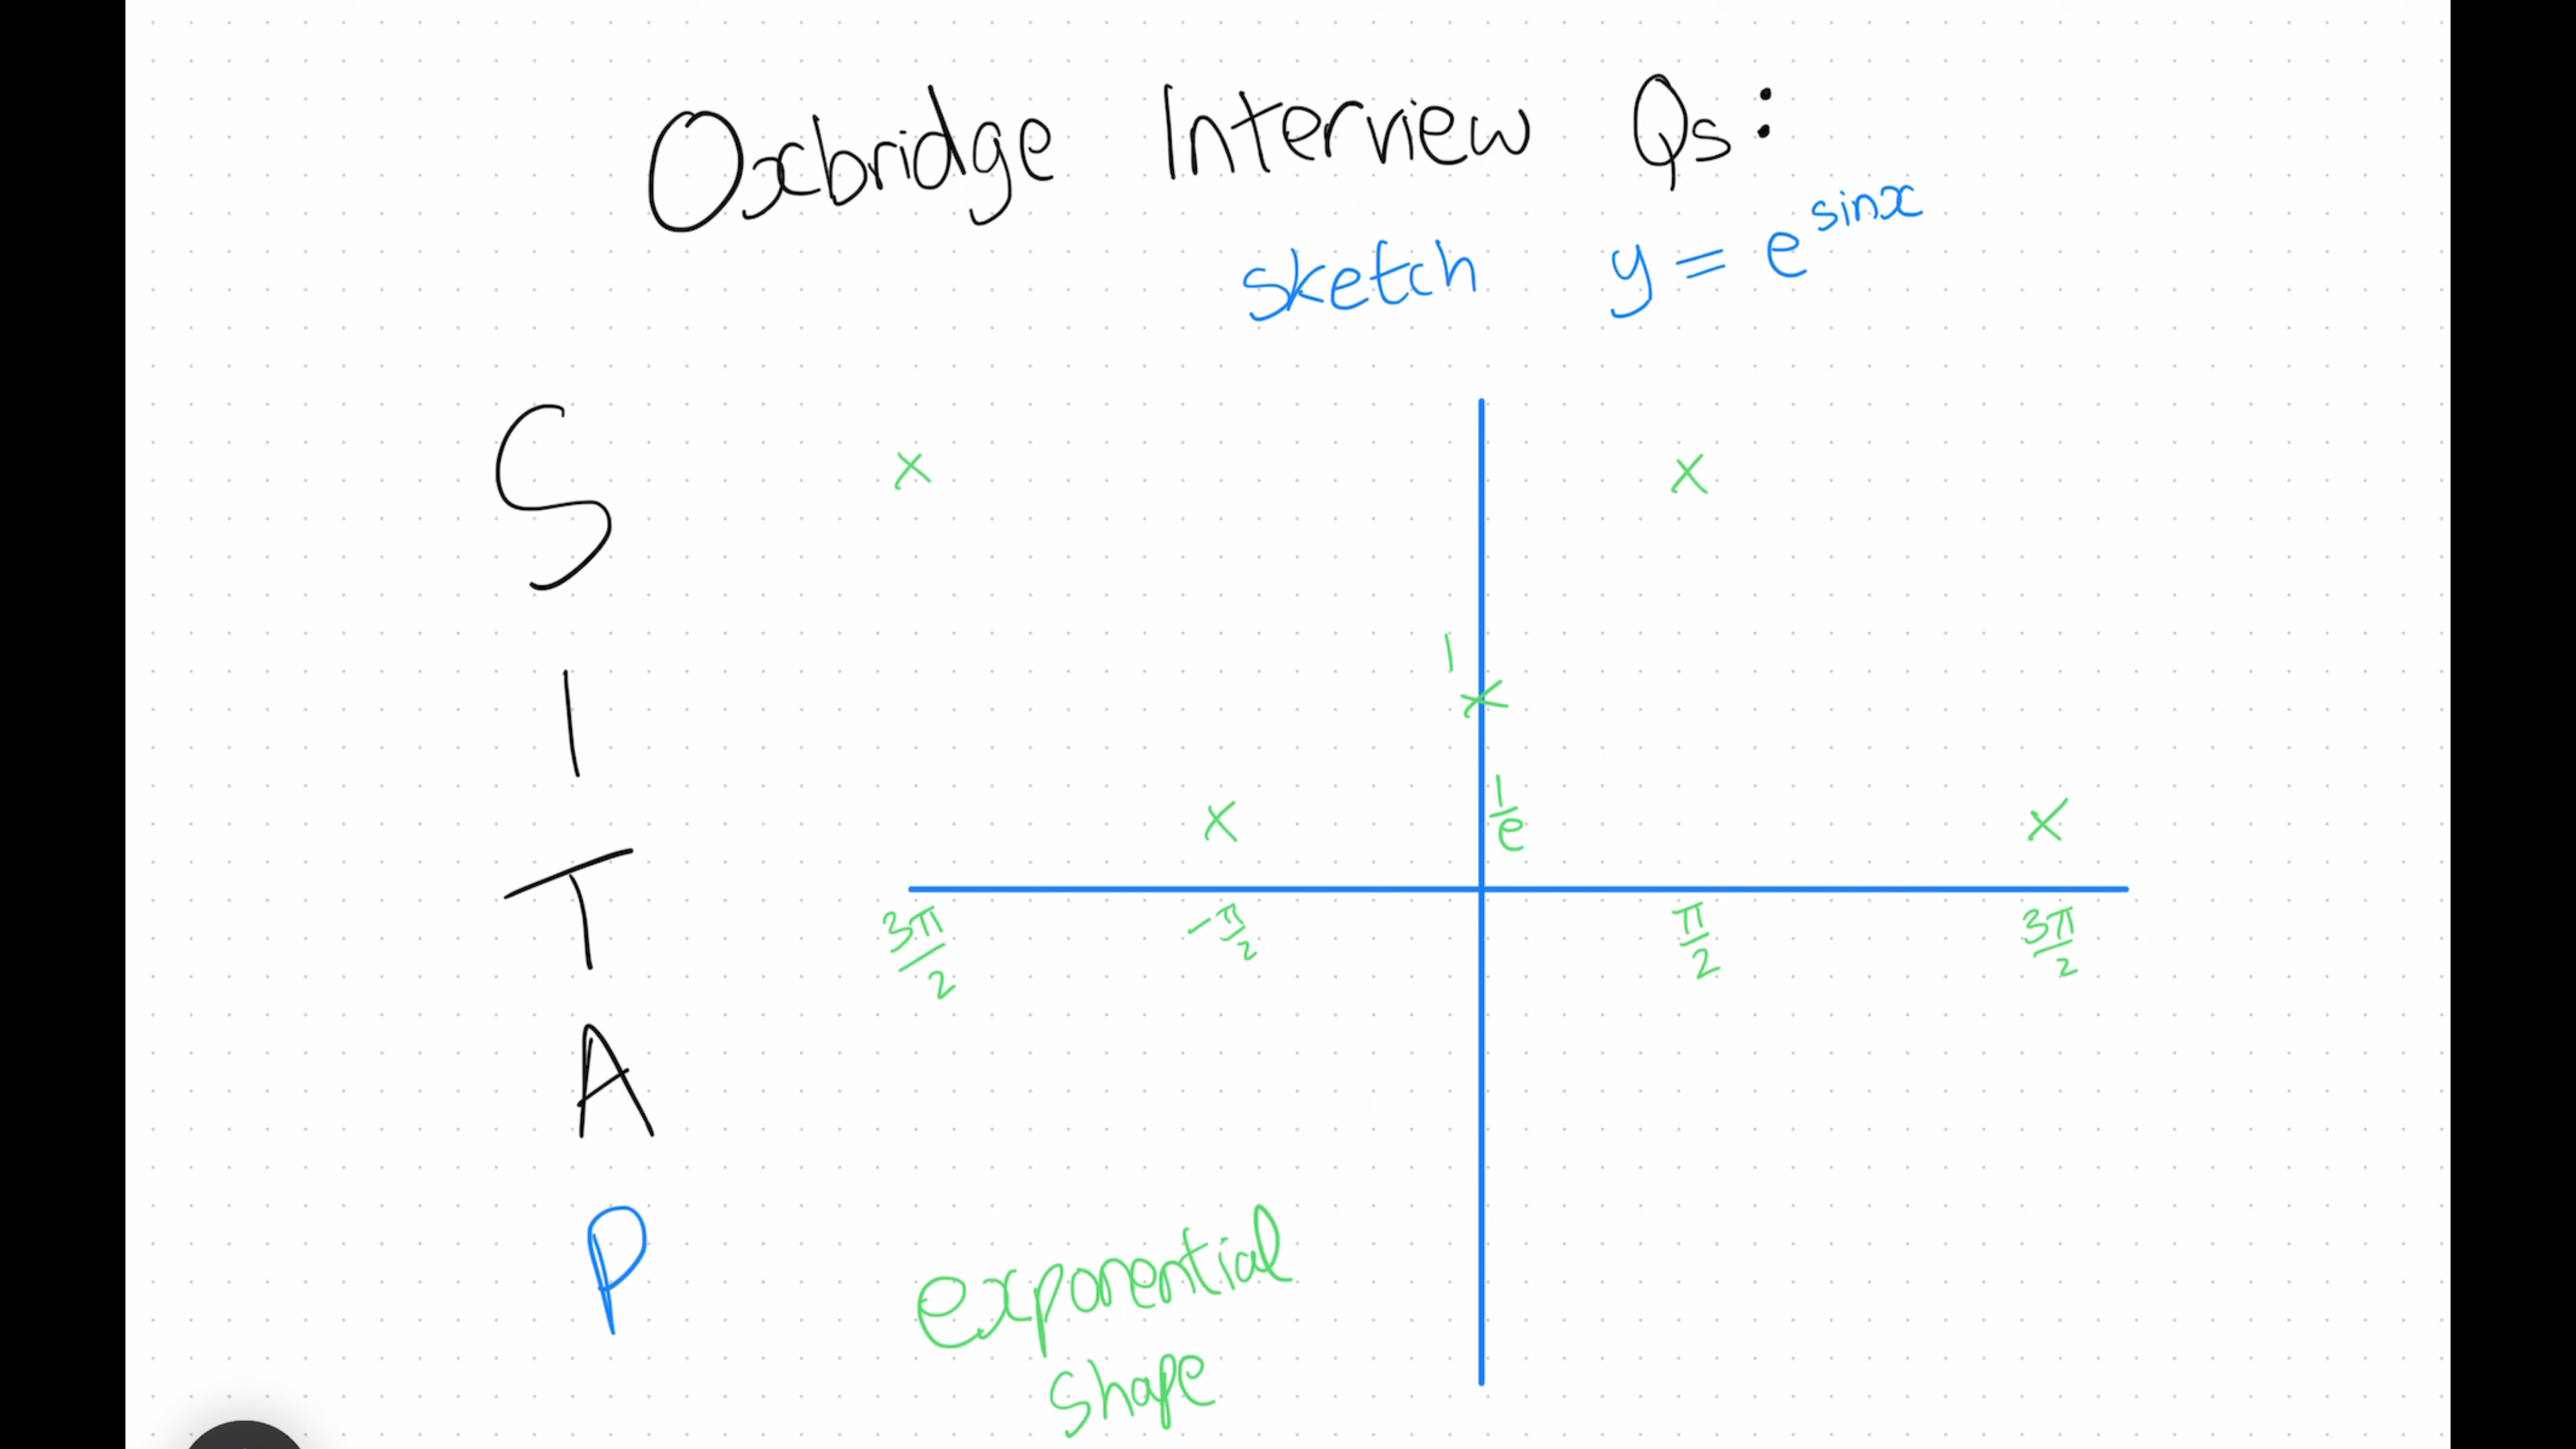 Oxbridge Interview Qs:
sketch y = e^sinx
S
I
T
A
P
x x
1
x
1/e
x x
3π/2 -π/2 π/2 3π/2
exponential
shape